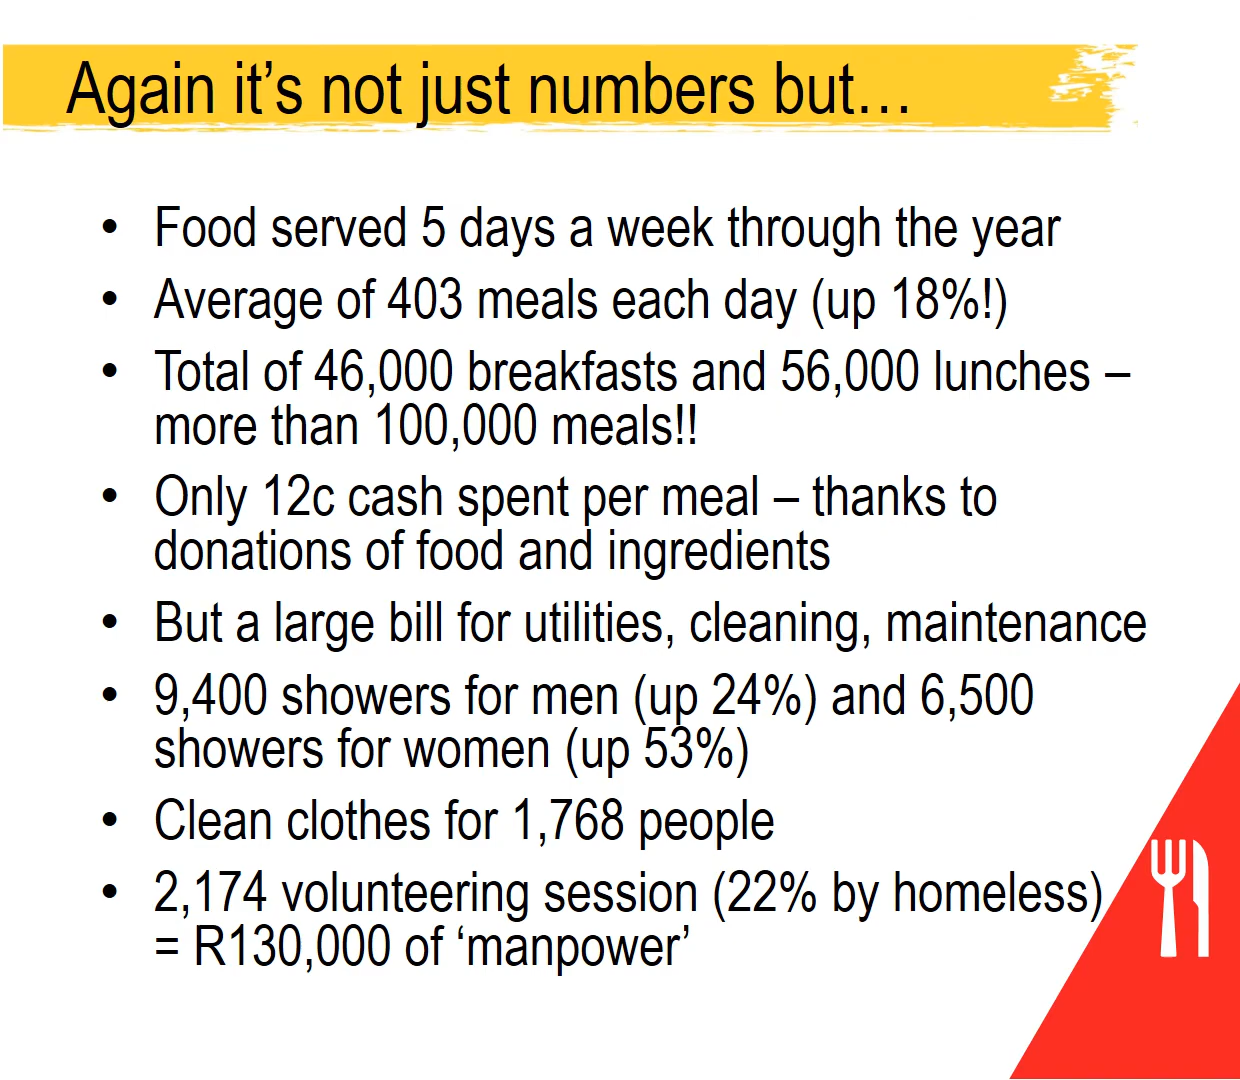 Again it’s not just numbers but…
• Food served 5 days a week through the year
• Average of 403 meals each day (up 18%!)
• Total of 46,000 breakfasts and 56,000 lunches –
more than 100,000 meals!!
• Only 12c cash spent per meal – thanks to
donations of food and ingredients
• But a large bill for utilities, cleaning, maintenance
• 9,400 showers for men (up 24%) and 6,500
showers for women (up 53%)
• Clean clothes for 1,768 people
• 2,174 volunteering session (22% by homeless)
= R130,000 of ‘manpower’